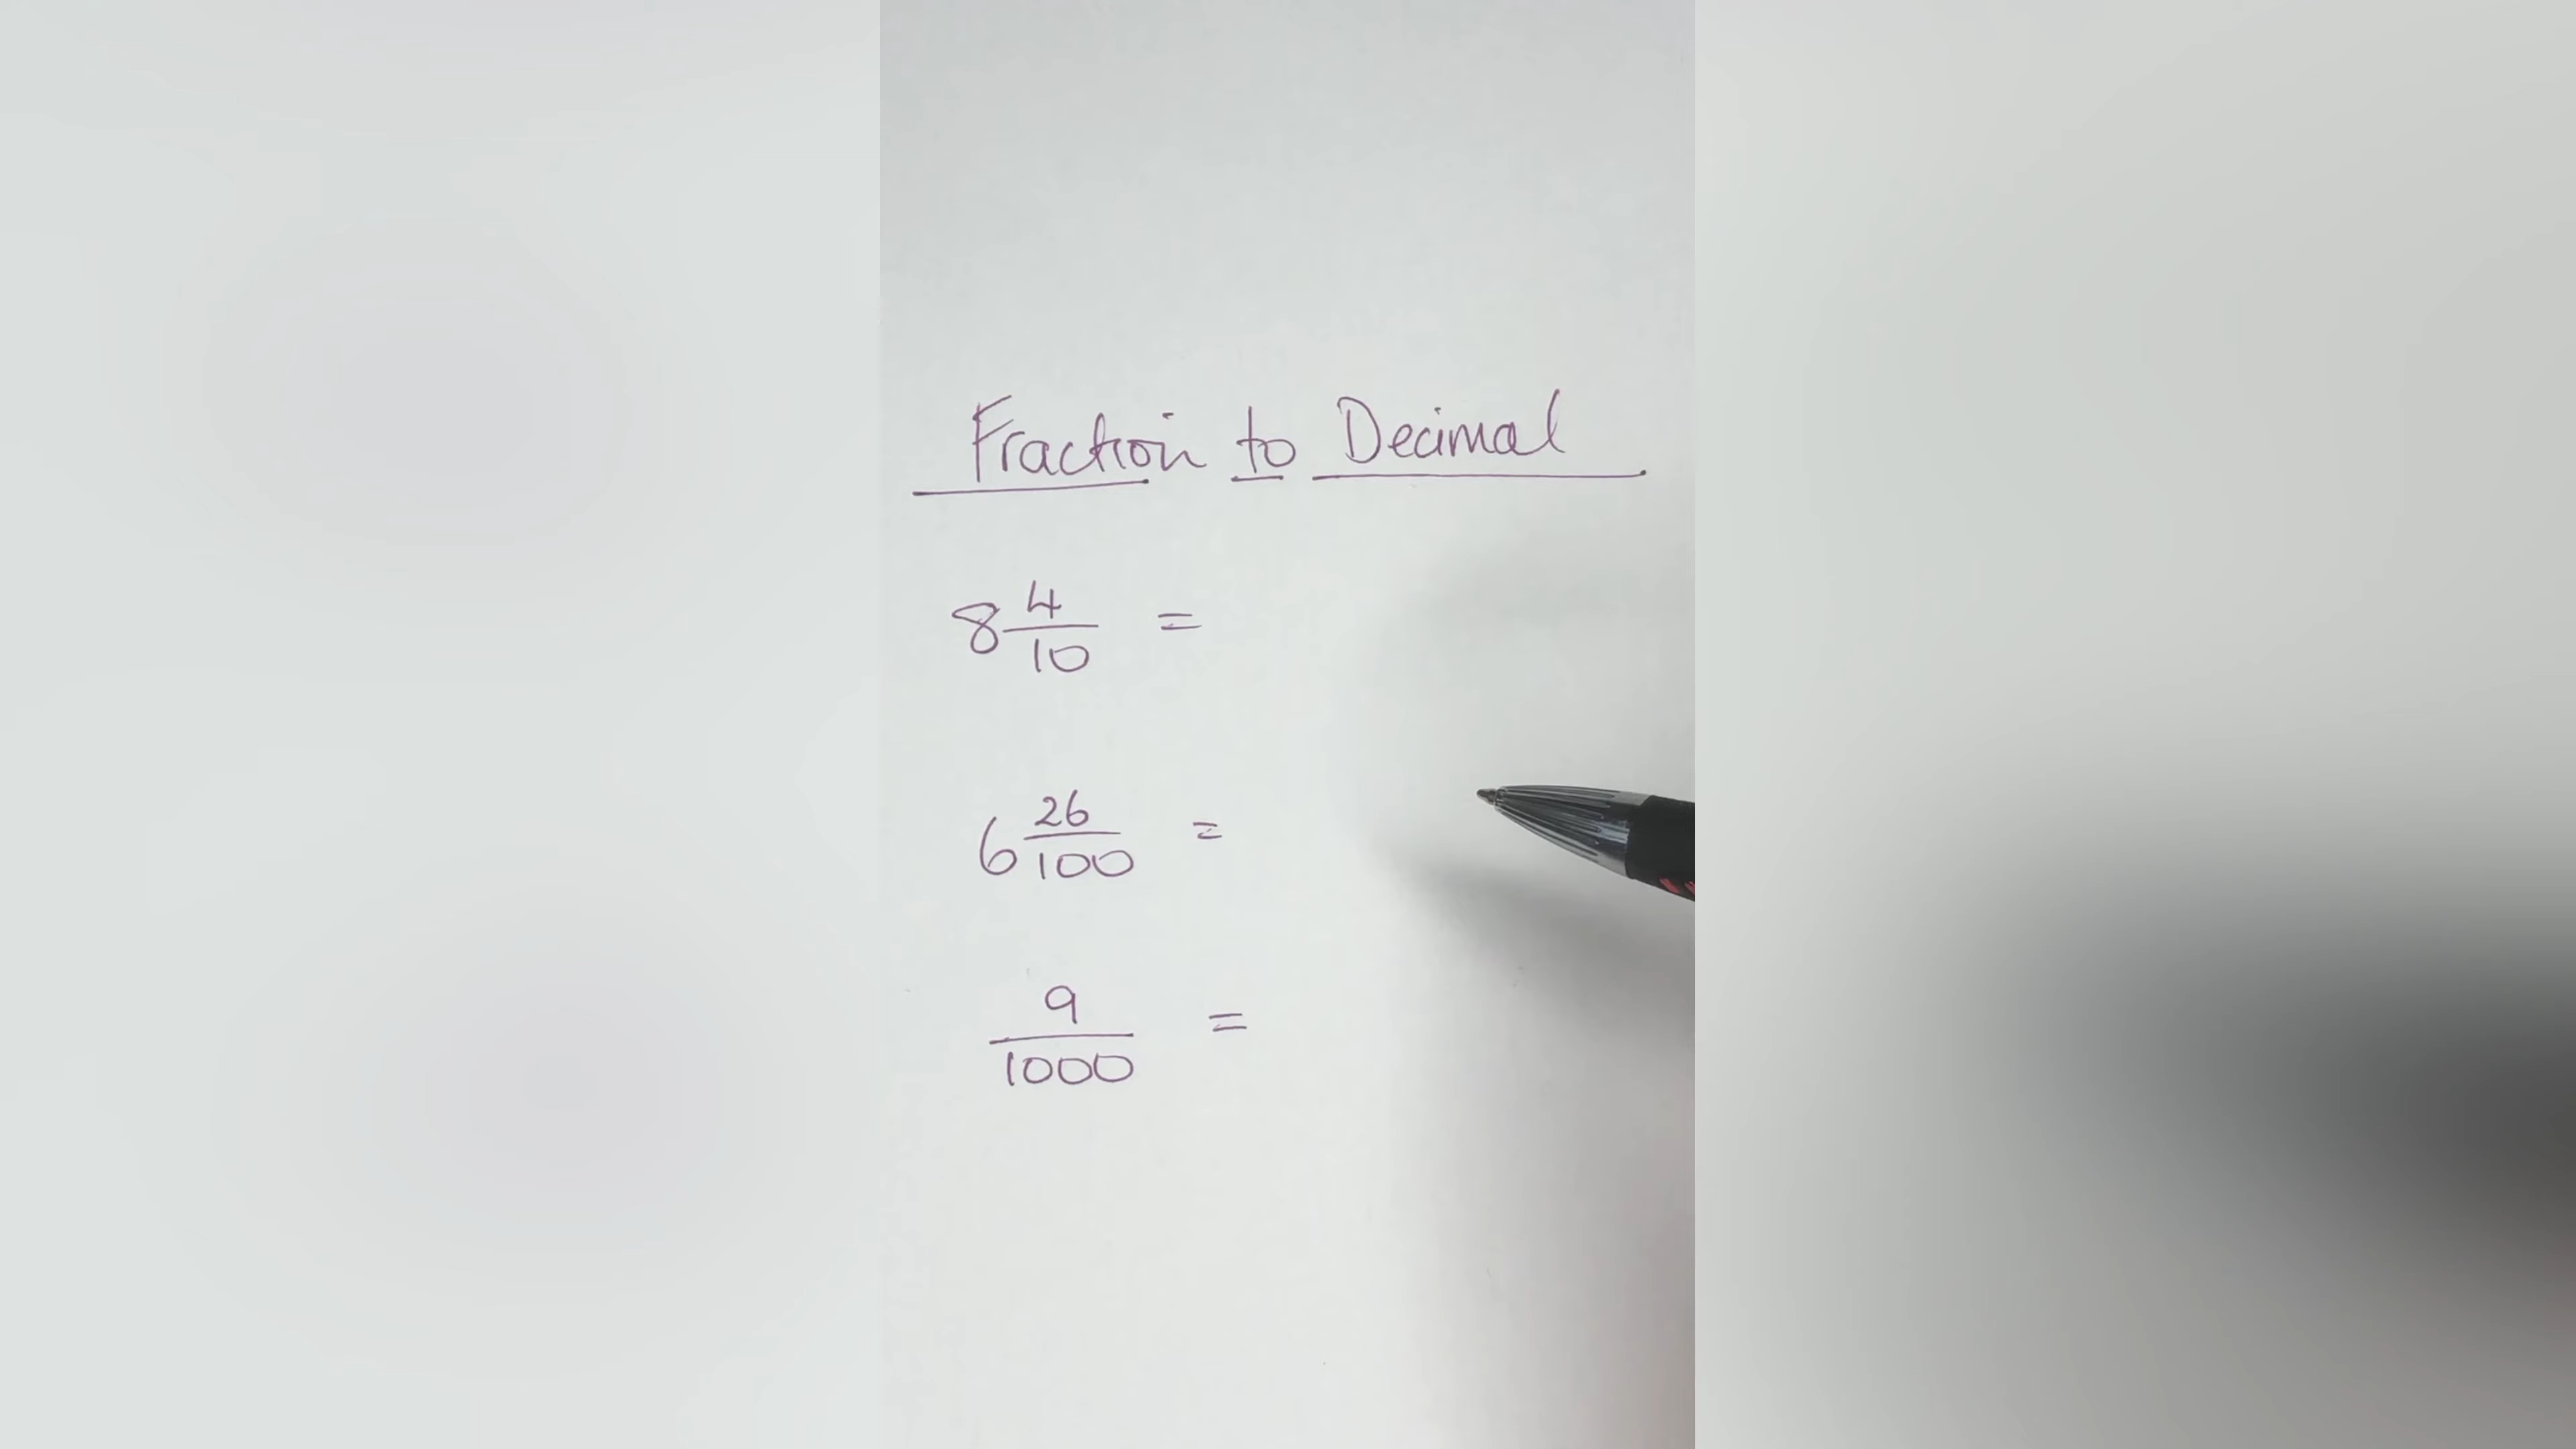 Fraction to Decimal
8 4/10 =
6 26/100 =
9/1000 =